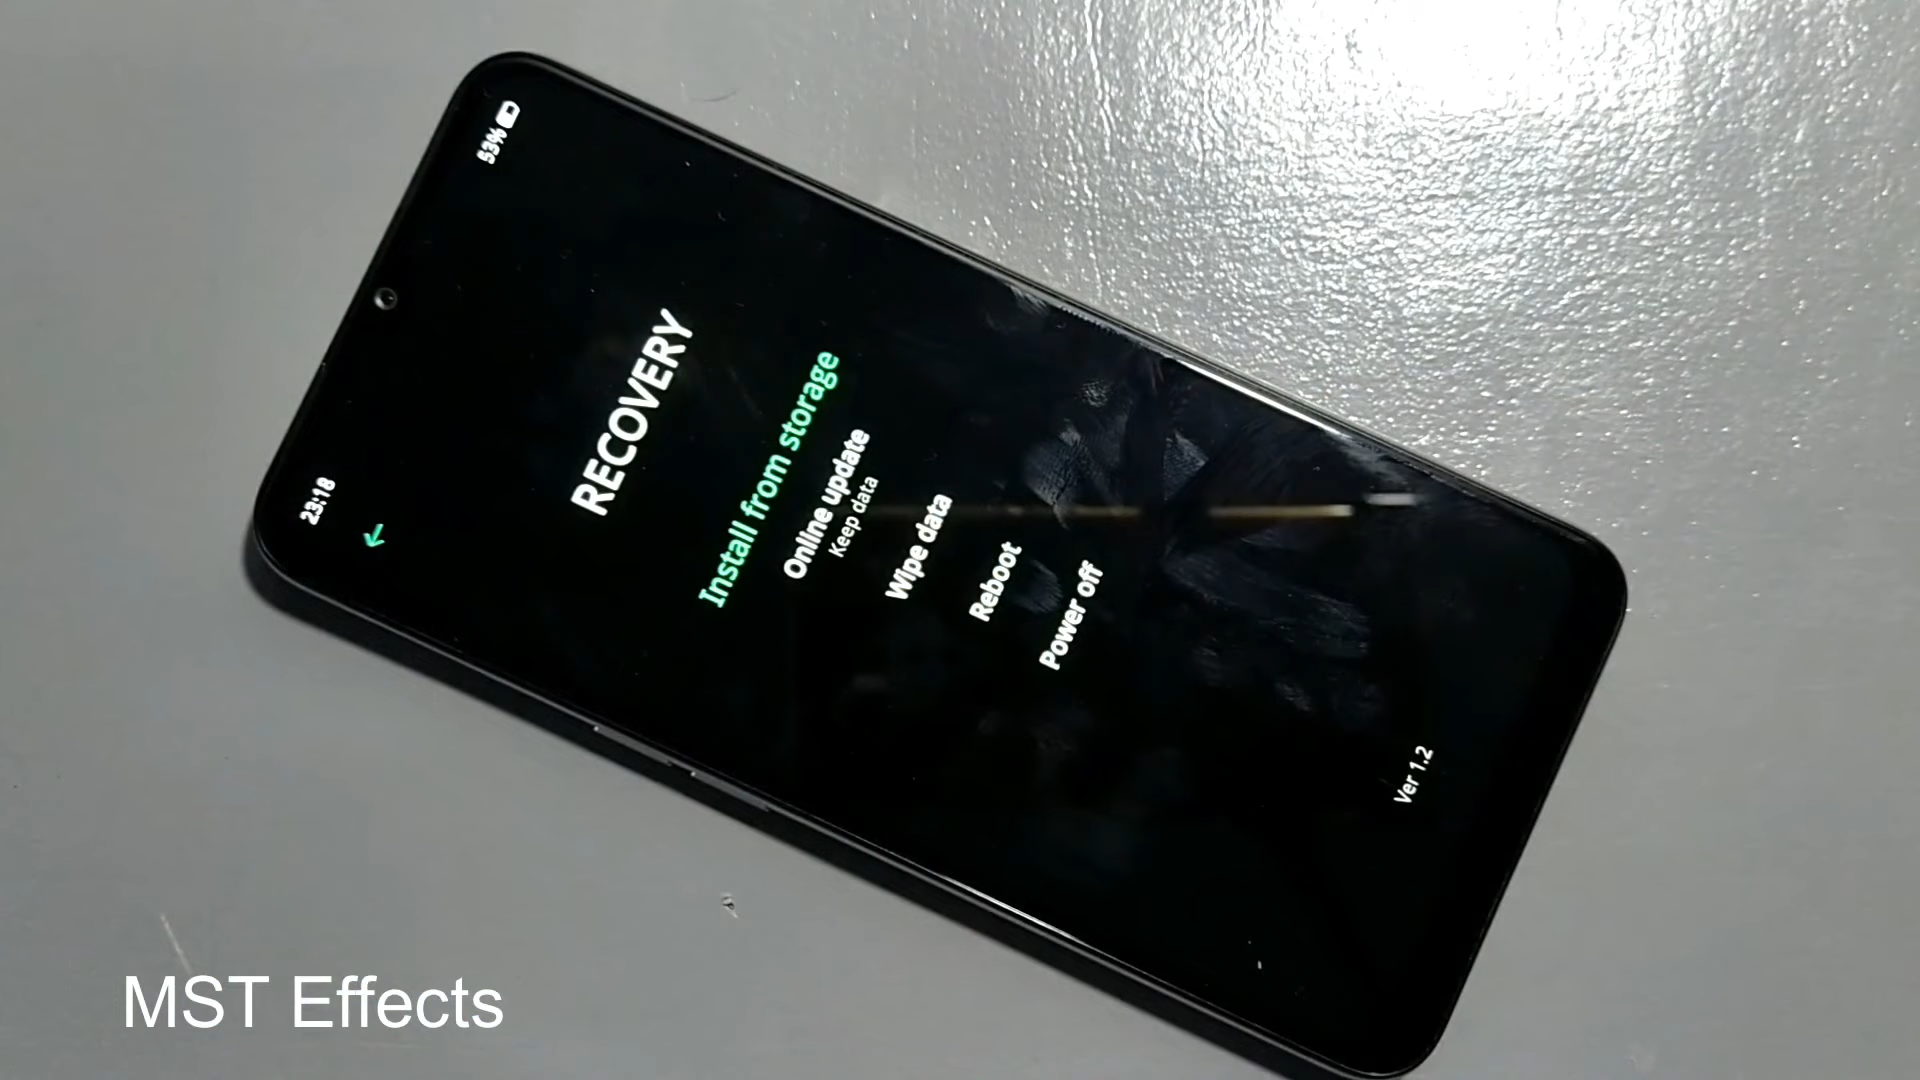 23:18
53%
RECOVERY
Install from storage
Online update
Keep data
Wipe data
Reboot
Power off
Ver 1.2
MST Effects